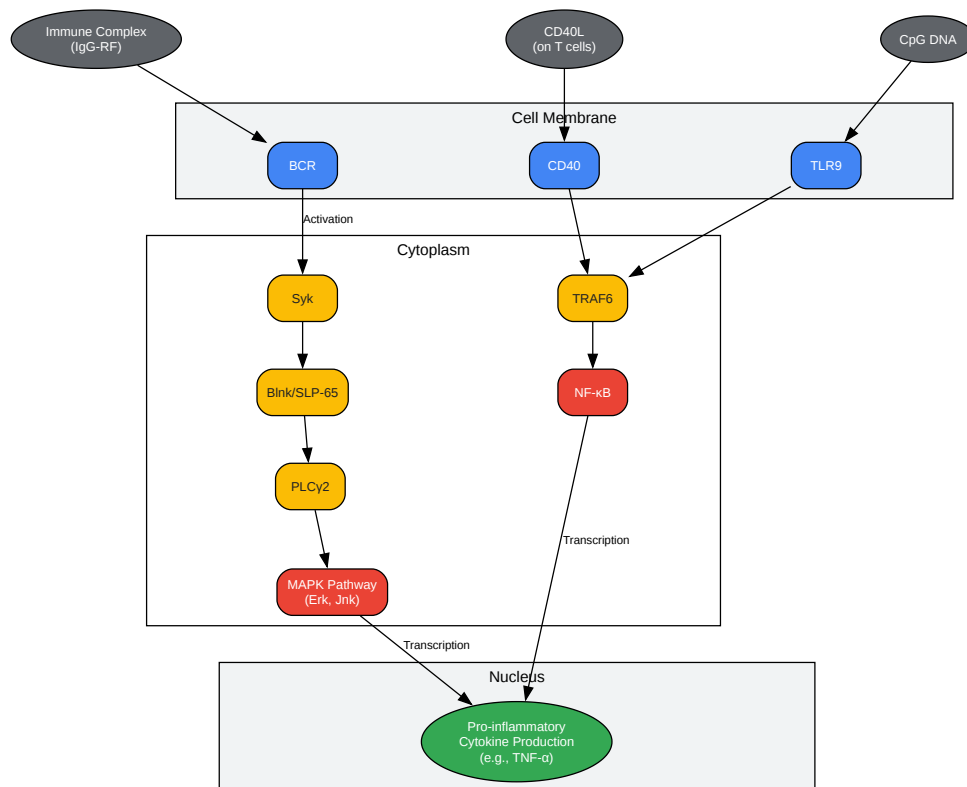 Immune Complex
(IgG-RF)
CD40L
(on T cells)
CpG DNA
Cell Membrane
BCR
CD40
TLR9
Activation
Cytoplasm
Syk
TRAF6
Blnk/SLP-65
NF-κB
PLCγ2
Transcription
MAPK Pathway
(Erk, Jnk)
Transcription
Nucleus
Pro-inflammatory
Cytokine Production
(e.g., TNF-α)